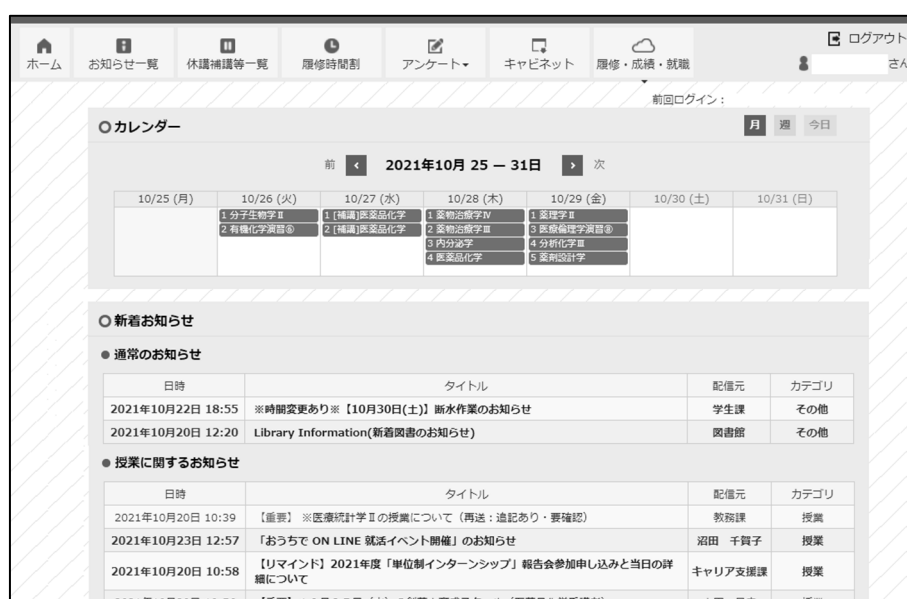 ホーム
お知らせ一覧
休講補講等一覧
履修時間割
アンケート▾
キャビネット
履修・成績・就職
ログアウト
さん
前回ログイン：
カレンダー
月 週 今日
前 ‹ 2021年10月 25 — 31日 › 次
10/25 (月) 10/26 (火) 10/27 (水) 10/28 (木) 10/29 (金) 10/30 (土) 10/31 (日)
1 分子生物学Ⅱ 1 [補講]医薬品化学 1 薬物治療学Ⅳ 1 薬理学Ⅱ
2 有機化学演習⑥ 2 [補講]医薬品化学 2 薬物治療学Ⅲ 3 医療倫理学演習⑧
3 内分泌学 4 分析化学Ⅲ
4 医薬品化学 5 薬剤設計学
新着お知らせ
通常のお知らせ
日時 タイトル 配信元 カテゴリ
2021年10月22日 18:55 ※時間変更あり※【10月30日(土)】断水作業のお知らせ 学生課 その他
2021年10月20日 12:20 Library Information(新着図書のお知らせ) 図書館 その他
授業に関するお知らせ
日時 タイトル 配信元 カテゴリ
2021年10月20日 10:39 【重要】 ※医療統計学Ⅱの授業について（再送：追記あり・要確認） 教務課 授業
2021年10月23日 12:57 「おうちで ON LINE 就活イベント開催」のお知らせ 沼田　千賀子 授業
2021年10月20日 10:58 【リマインド】2021年度「単位制インターンシップ」報告会参加申し込みと当日の詳細について キャリア支援課 授業